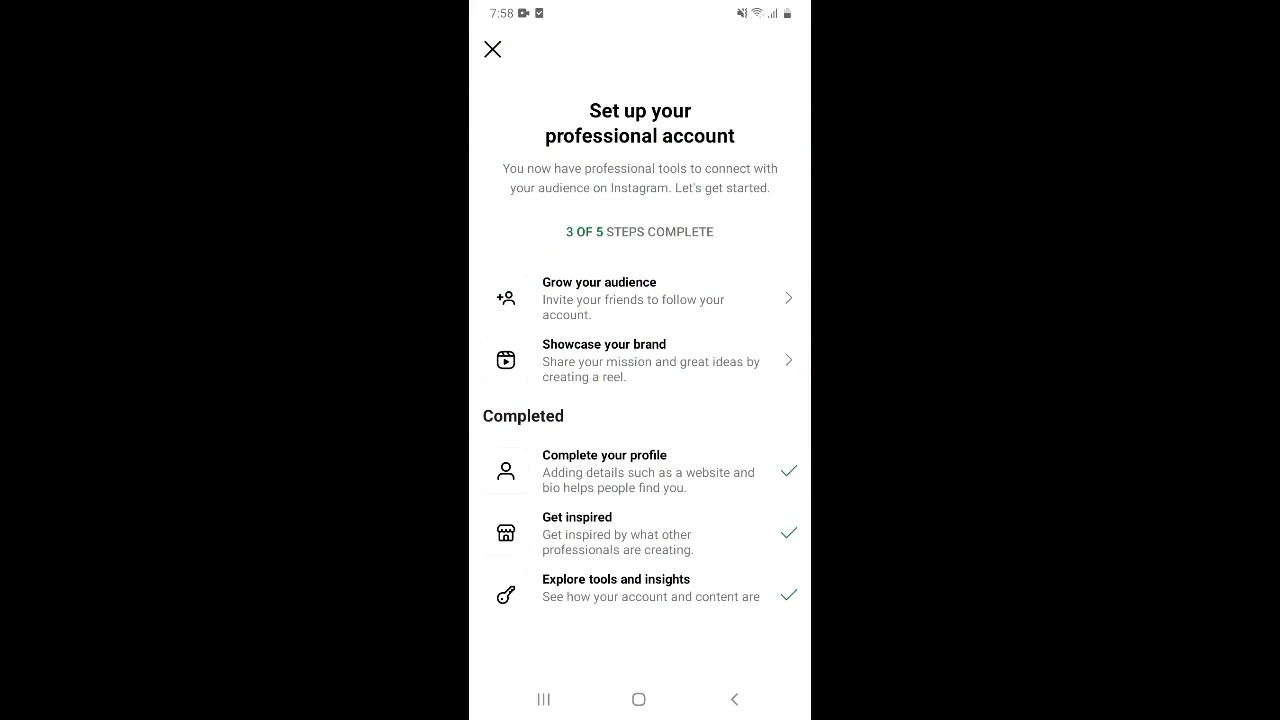 7:58
Set up your
professional account
You now have professional tools to connect with
your audience on Instagram. Let's get started.
3 OF 5 STEPS COMPLETE
Grow your audience
Invite your friends to follow your
account.
Showcase your brand
Share your mission and great ideas by
creating a reel.
Completed
Complete your profile
Adding details such as a website and
bio helps people find you.
Get inspired
Get inspired by what other
professionals are creating.
Explore tools and insights
See how your account and content are